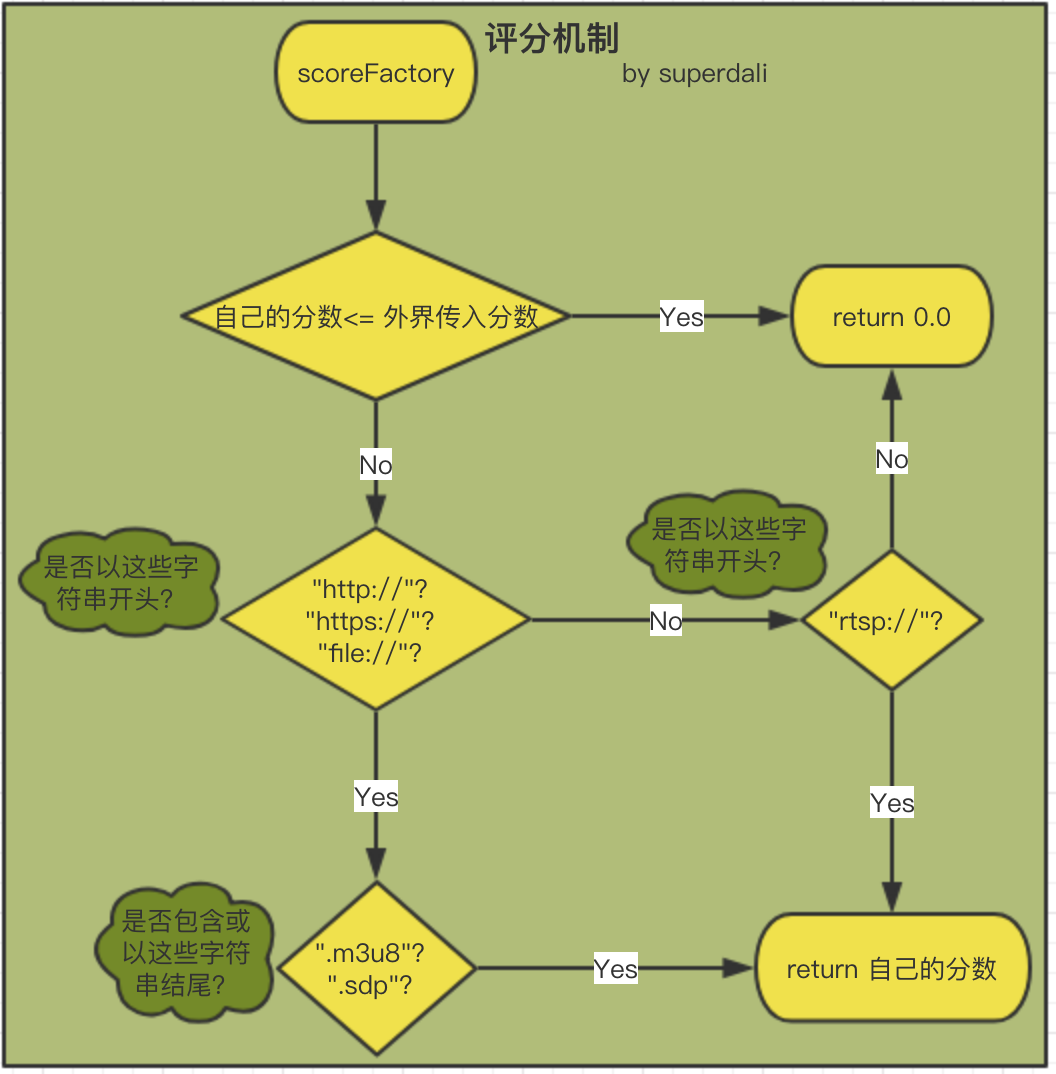 评分机制
by superdali
scoreFactory
自己的分数<= 外界传入分数
Yes
return 0.0
No
No
是否以这些字
符串开头?
"http://"?
"https://"?
"file://"?
No
是否以这些字
符串开头?
"rtsp://"?
Yes
Yes
是否包含或
以这些字符
串结尾?
".m3u8"?
".sdp"?
Yes
return 自己的分数